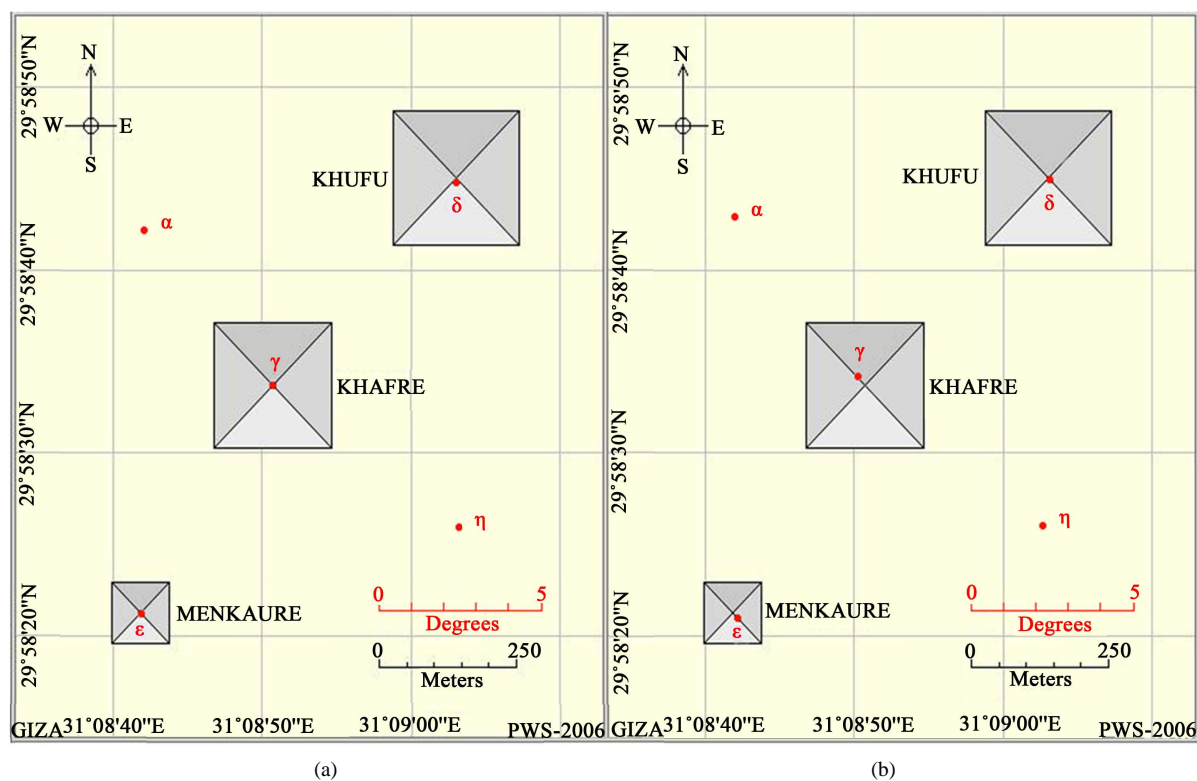 N
W E
S
29°58'50"N
KHUFU
δ
α
29°58'40"N
γ
KHAFRE
29°58'30"N
η
MENKAURE
ε
29°58'20"N
0 5
Degrees
0 250
Meters
GIZA 31°08'40"E 31°08'50"E 31°09'00"E PWS-2006
(a)
N
W E
S
29°58'50"N
KHUFU
δ
α
29°58'40"N
γ
KHAFRE
29°58'30"N
η
MENKAURE
ε
29°58'20"N
0 5
Degrees
0 250
Meters
GIZA 31°08'40"E 31°08'50"E 31°09'00"E PWS-2006
(b)